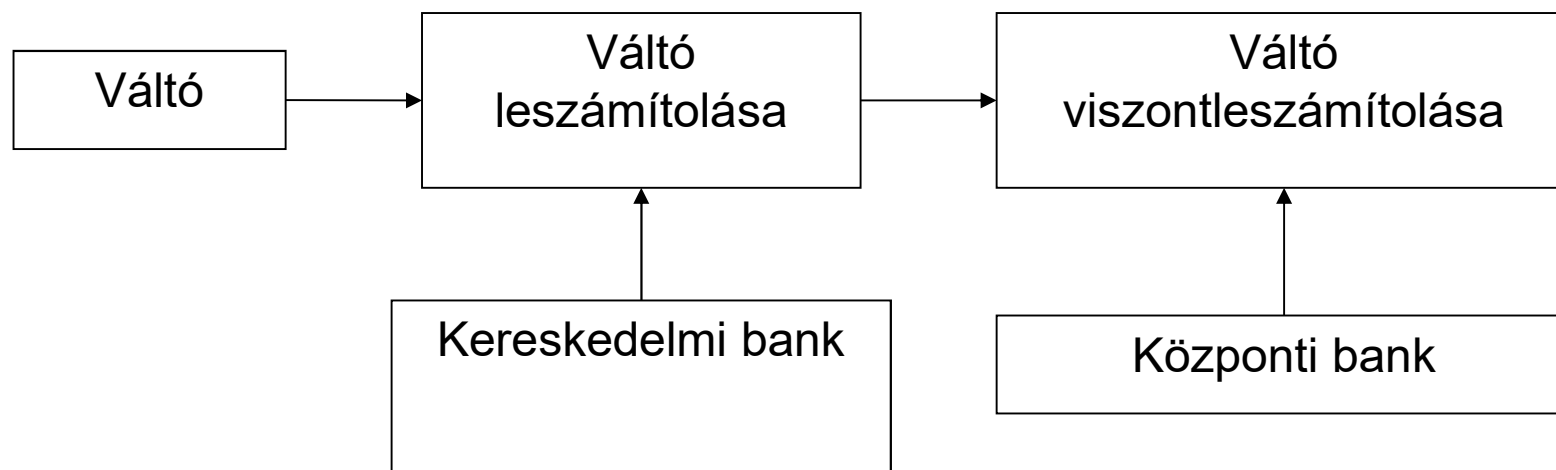 Váltó
Váltó
leszámítolása
Váltó
viszontleszámítolása
Kereskedelmi bank
Központi bank